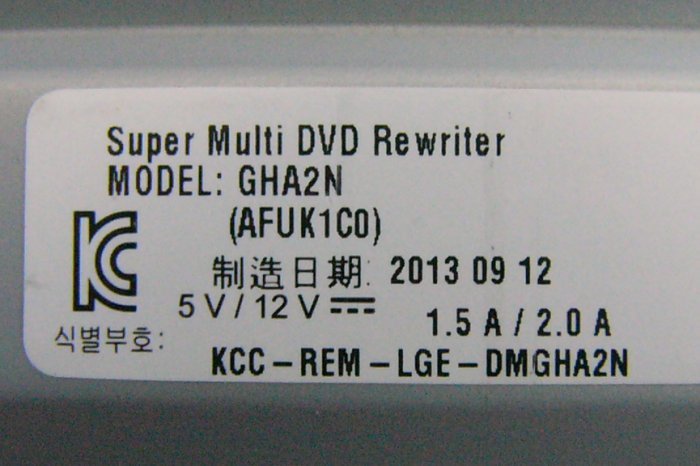 Super Multi DVD Rewriter
MODEL: GHA2N
(AFUK1C0)
制造日期: 2013 09 12
5 V / 12 V ⎓ 1.5 A / 2.0 A
식별부호: KCC-REM-LGE-DMGHA2N